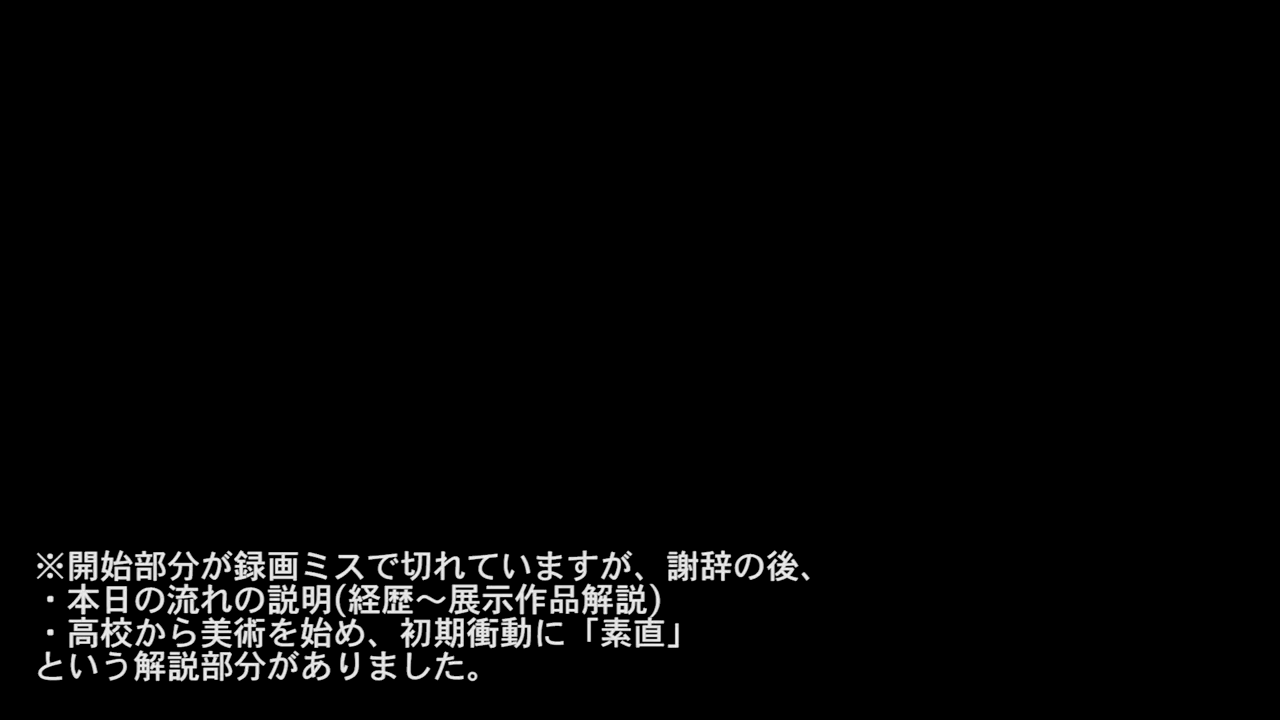 ※開始部分が録画ミスで切れていますが、謝辞の後、
・本日の流れの説明(経歴～展示作品解説)
・高校から美術を始め、初期衝動に「素直」
という解説部分がありました。